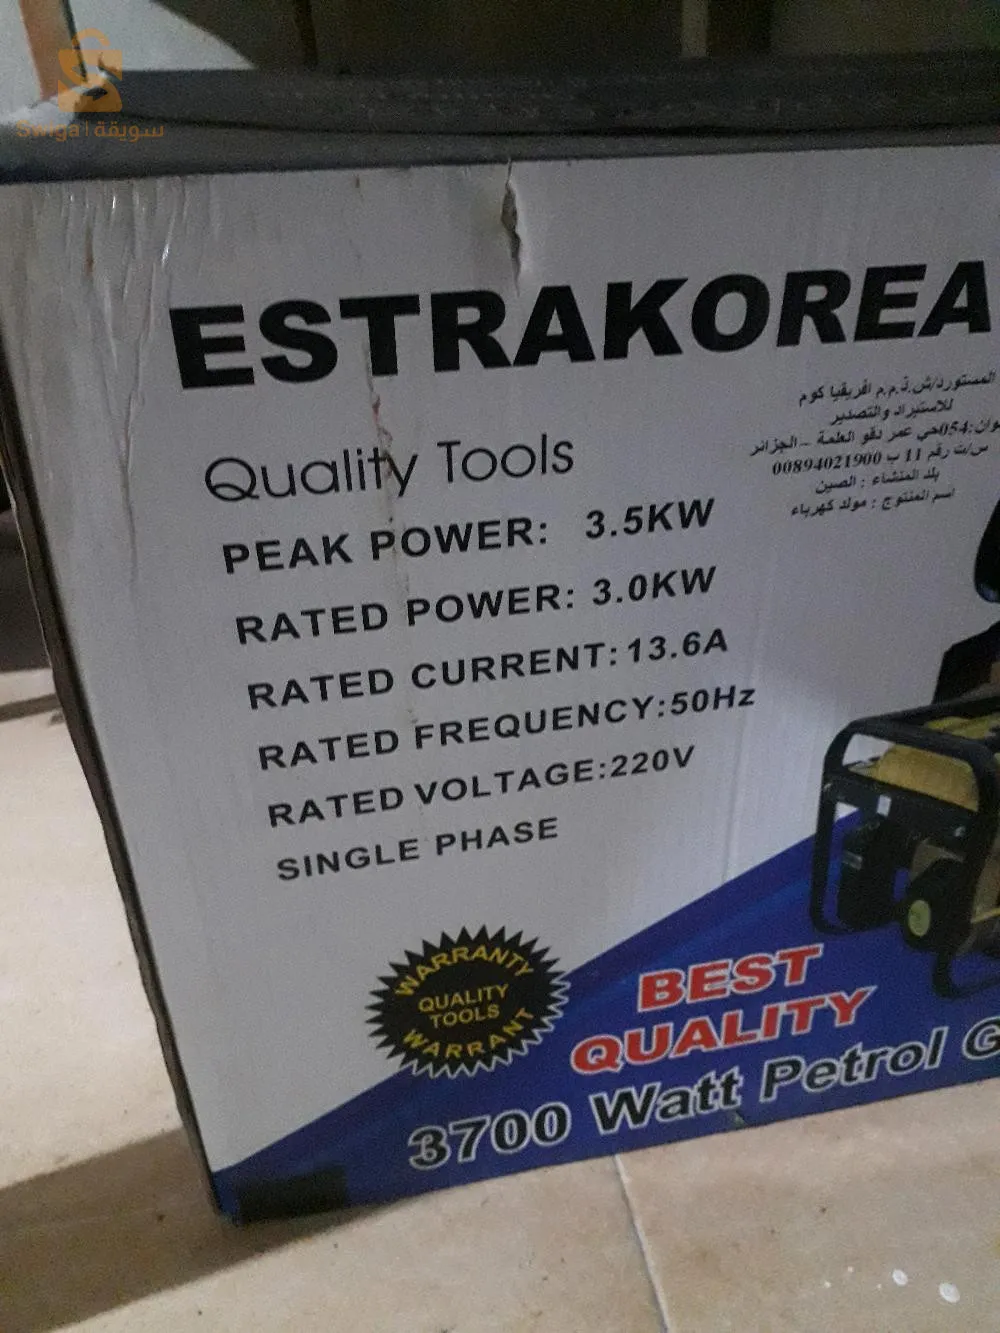 Swiga | سويقة
ESTRAKOREA
المستورد/ش.ذ.م.م افريقيا كوم
للاستيراد والتصدير
054حي عمر دقو العلمة - الجزائر
س/ت رقم 11 ب 00894021900
بلد المنشاء : الصين
اسم المنتوج : مولد كهرباء
Quality Tools
PEAK POWER: 3.5KW
RATED POWER: 3.0KW
RATED CURRENT:13.6A
RATED FREQUENCY:50Hz
RATED VOLTAGE:220V
SINGLE PHASE
WARRANTY
QUALITY
TOOLS
WARRANT
BEST
QUALITY
3700 Watt Petrol G